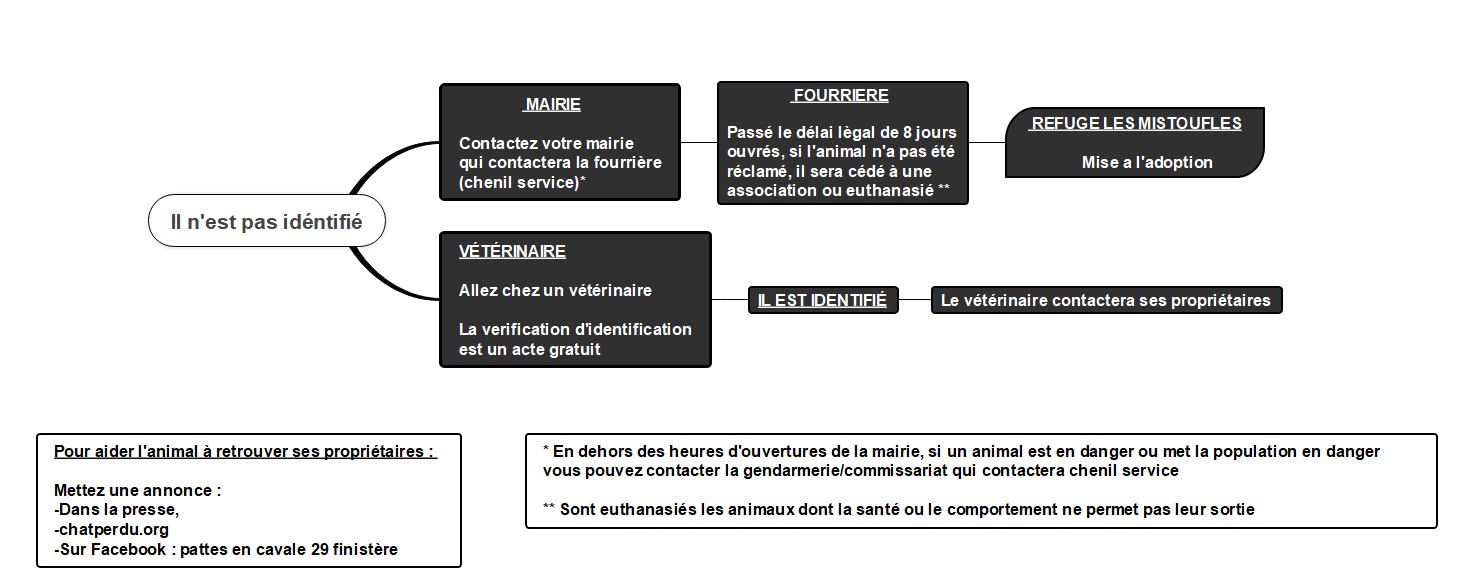 Il n'est pas idéntifié
MAIRIE
Contactez votre mairie
qui contactera la fourrière
(chenil service)*
FOURRIERE
Passé le délai lègal de 8 jours
ouvrés, si l'animal n'a pas été
réclamé, il sera cédé à une
association ou euthanasié **
REFUGE LES MISTOUFLES
Mise a l'adoption
VÉTÉRINAIRE
Allez chez un vétérinaire
La verification d'identification
est un acte gratuit
IL EST IDENTIFIÉ
Le vétérinaire contactera ses propriétaires
Pour aider l'animal à retrouver ses propriétaires :
Mettez une annonce :
-Dans la presse,
-chatperdu.org
-Sur Facebook : pattes en cavale 29 finistère
* En dehors des heures d'ouvertures de la mairie, si un animal est en danger ou met la population en danger
vous pouvez contacter la gendarmerie/commissariat qui contactera chenil service
** Sont euthanasiés les animaux dont la santé ou le comportement ne permet pas leur sortie